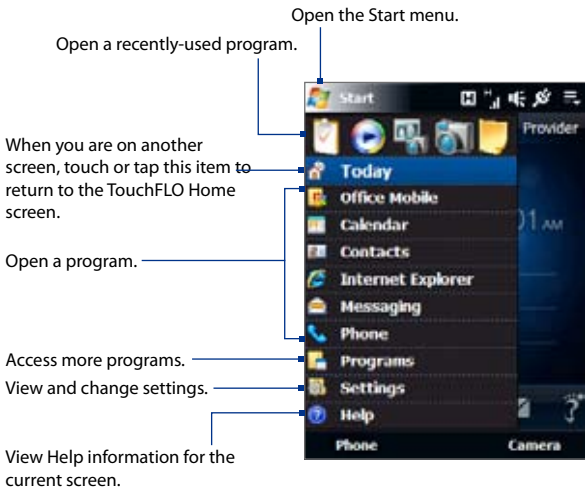 Open the Start menu.
Open a recently-used program.
Start
Provider
When you are on another
screen, touch or tap this item to
return to the TouchFLO Home
screen.
Today
Office Mobile
01 AM
Calendar
Open a program.
Contacts
Internet Explorer
Messaging
Phone
Access more programs.
Programs
View and change settings.
Settings
Help
Phone
Camera
View Help information for the
current screen.